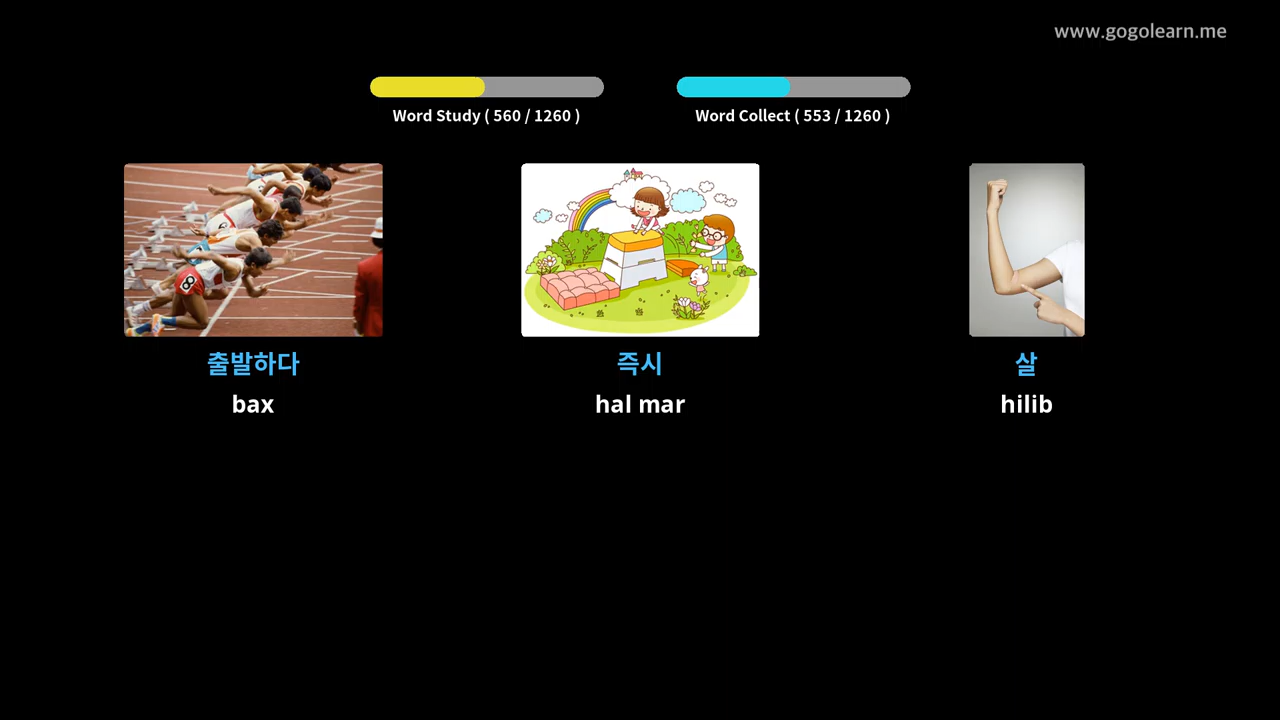 www.gogolearn.me
Word Study ( 560 / 1260 )
Word Collect ( 553 / 1260 )
출발하다
즉시
살
bax
hal mar
hilib
8